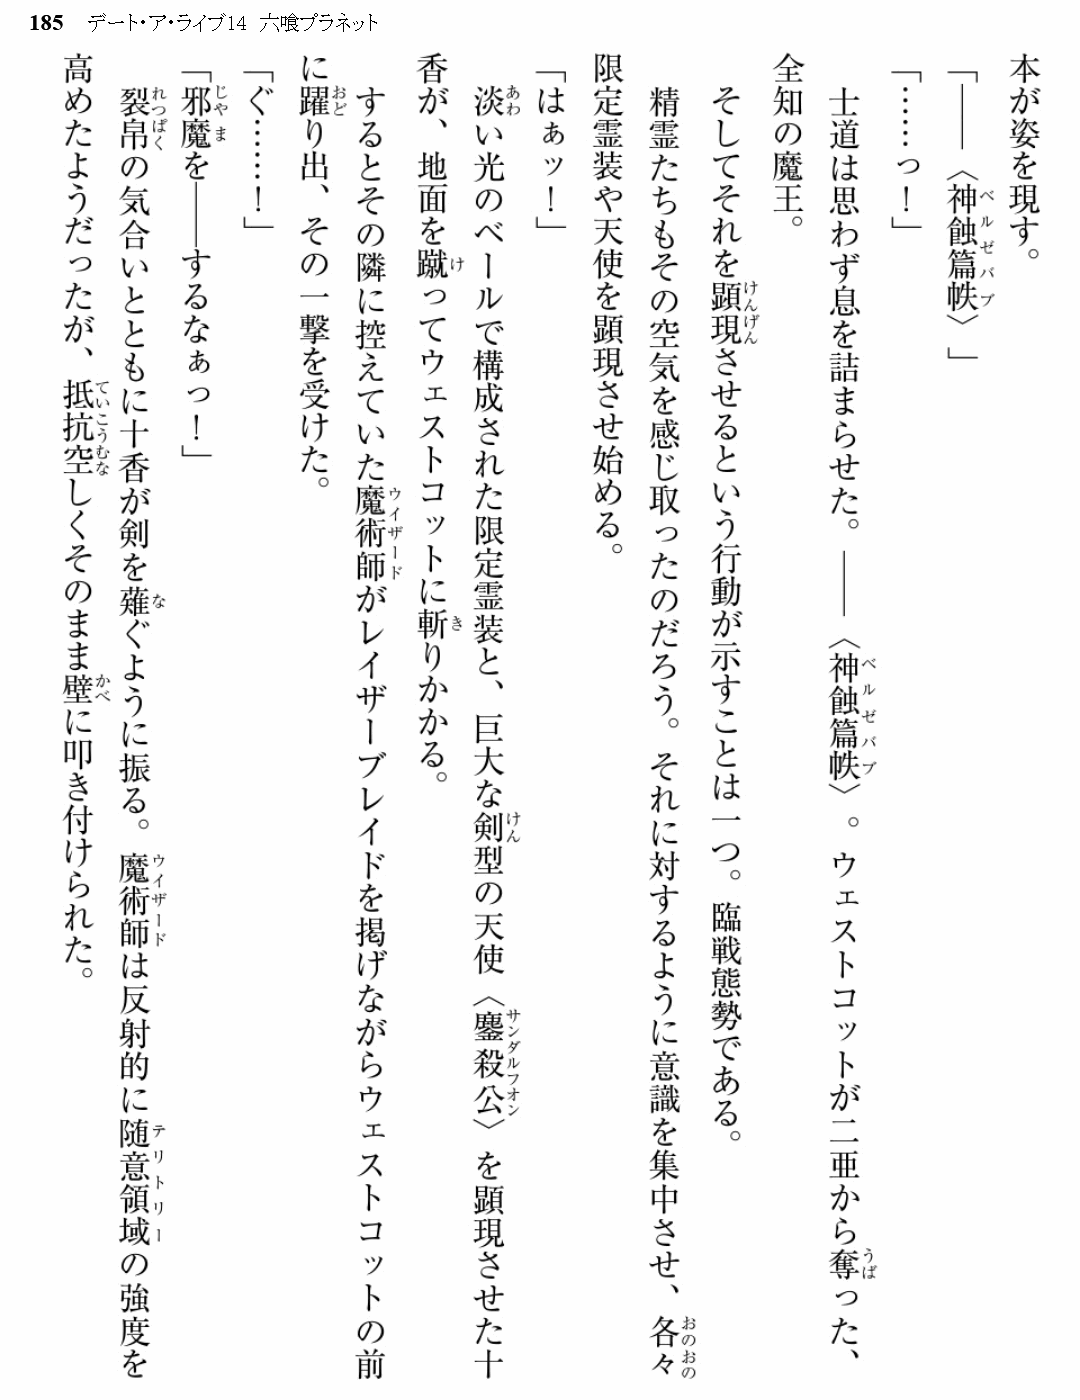 185 デート・ア・ライブ14 六喰プラネット
本が姿を現す。
「――〈神蝕篇帙〉」
「……っ！」
士道は思わず息を詰まらせた。――〈神蝕篇帙〉。ウェストコットが二亜から奪った、
全知の魔王。
そしてそれを顕現させるという行動が示すことは一つ。臨戦態勢である。
精霊たちもその空気を感じ取ったのだろう。それに対するように意識を集中させ、各々
限定霊装や天使を顕現させ始める。
「はぁッ！」
淡い光のベールで構成された限定霊装と、巨大な剣型の天使〈鏖殺公〉を顕現させた十
香が、地面を蹴ってウェストコットに斬りかかる。
するとその隣に控えていた魔術師がレイザーブレイドを掲げながらウェストコットの前
に躍り出、その一撃を受けた。
「ぐ……！」
「邪魔を――するなぁっ！」
裂帛の気合いとともに十香が剣を薙ぐように振る。魔術師は反射的に随意領域の強度を
高めたようだったが、抵抗空しくそのまま壁に叩き付けられた。